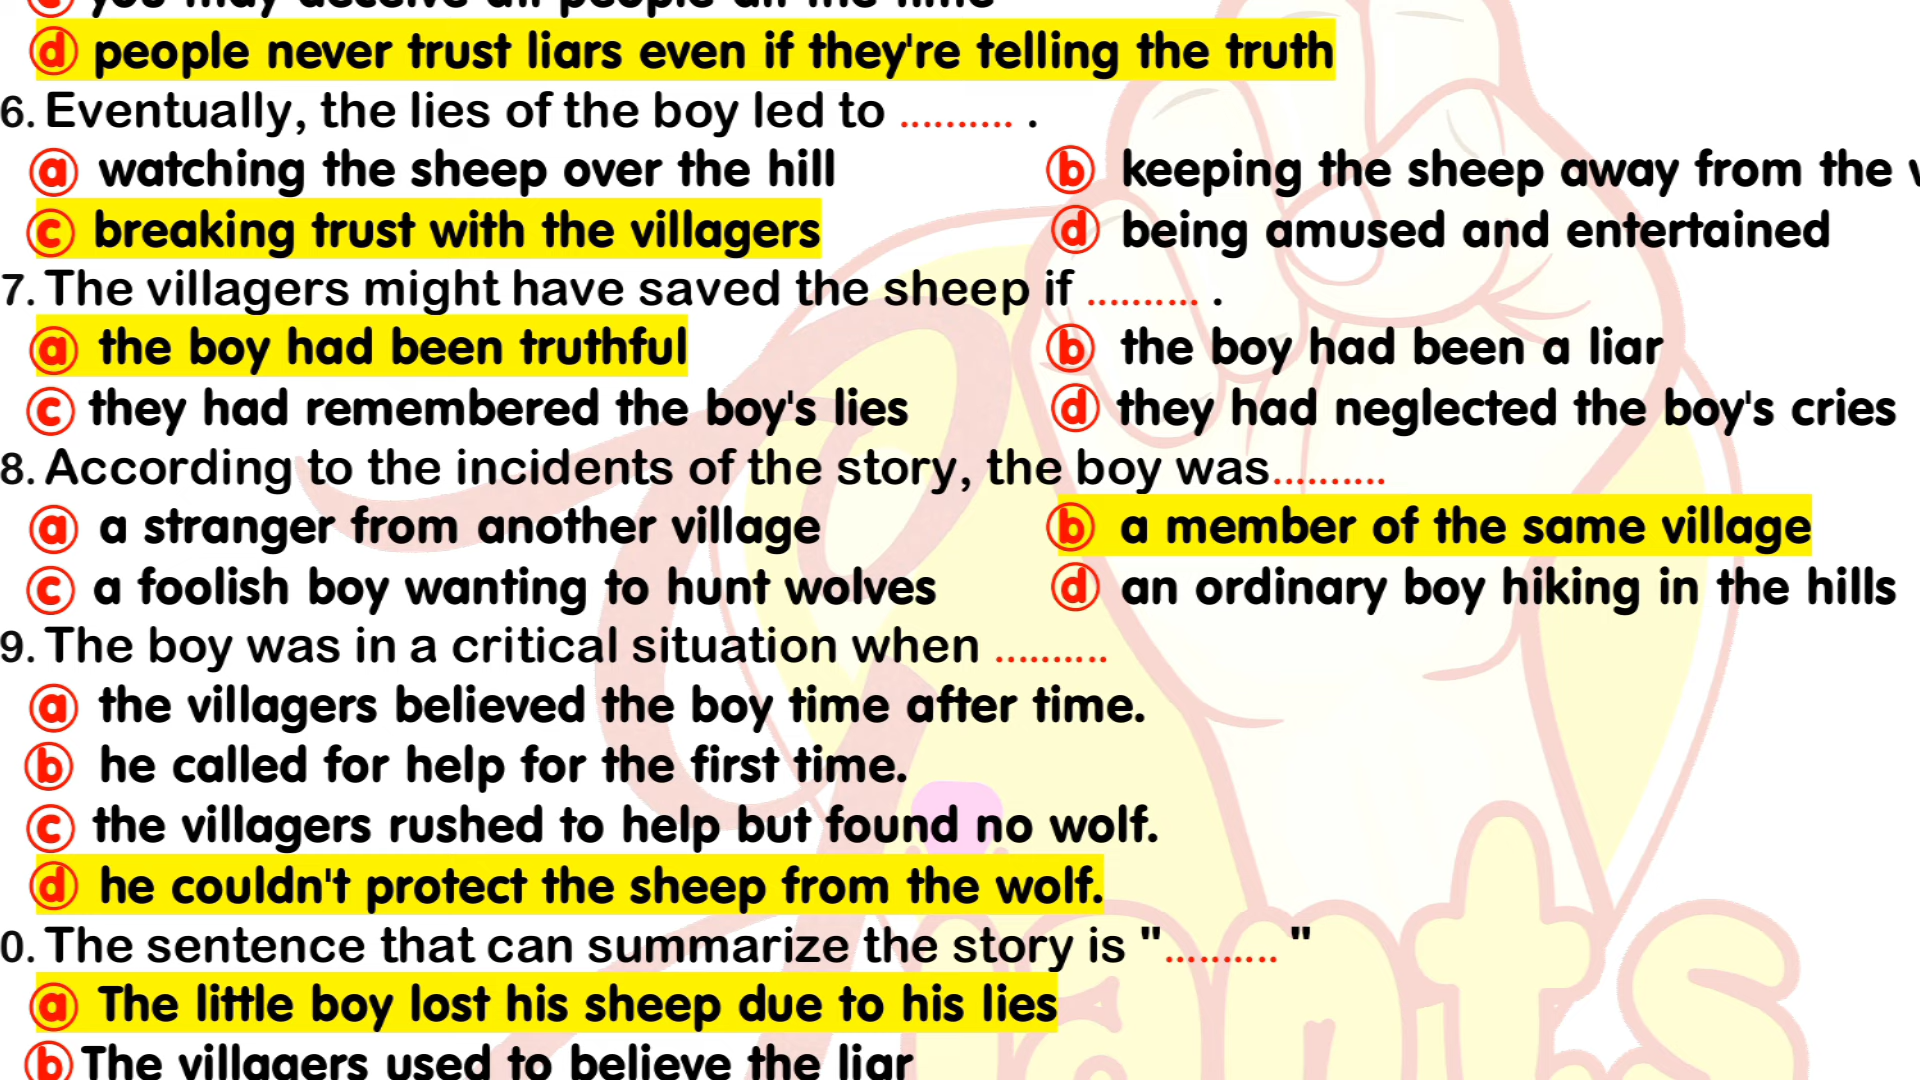 c you may deceive all people all the time
d people never trust liars even if they're telling the truth
6. Eventually, the lies of the boy led to .......... .
a watching the sheep over the hill b keeping the sheep away from the
c breaking trust with the villagers d being amused and entertained
7. The villagers might have saved the sheep if .......... .
a the boy had been truthful b the boy had been a liar
c they had remembered the boy's lies d they had neglected the boy's cries
8. According to the incidents of the story, the boy was..........
a a stranger from another village b a member of the same village
c a foolish boy wanting to hunt wolves d an ordinary boy hiking in the hills
9. The boy was in a critical situation when ..........
a the villagers believed the boy time after time.
b he called for help for the first time.
c the villagers rushed to help but found no wolf.
d he couldn't protect the sheep from the wolf.
0. The sentence that can summarize the story is ".........."
a The little boy lost his sheep due to his lies
b The villagers used to believe the liar